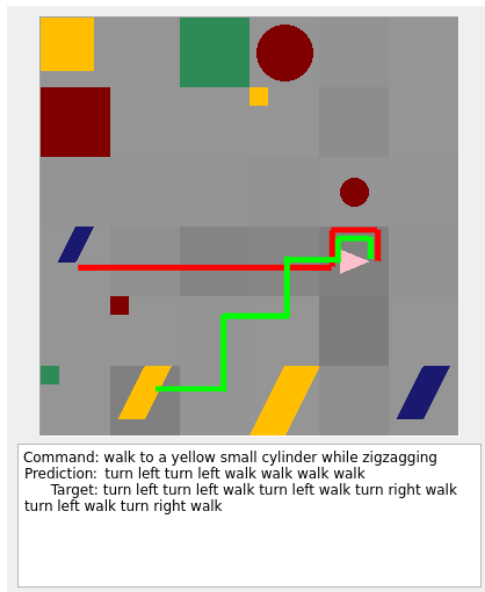 Command: walk to a yellow small cylinder while zigzagging
Prediction:  turn left turn left walk walk walk walk
Target: turn left turn left walk turn left walk turn right walk
turn left walk turn right walk